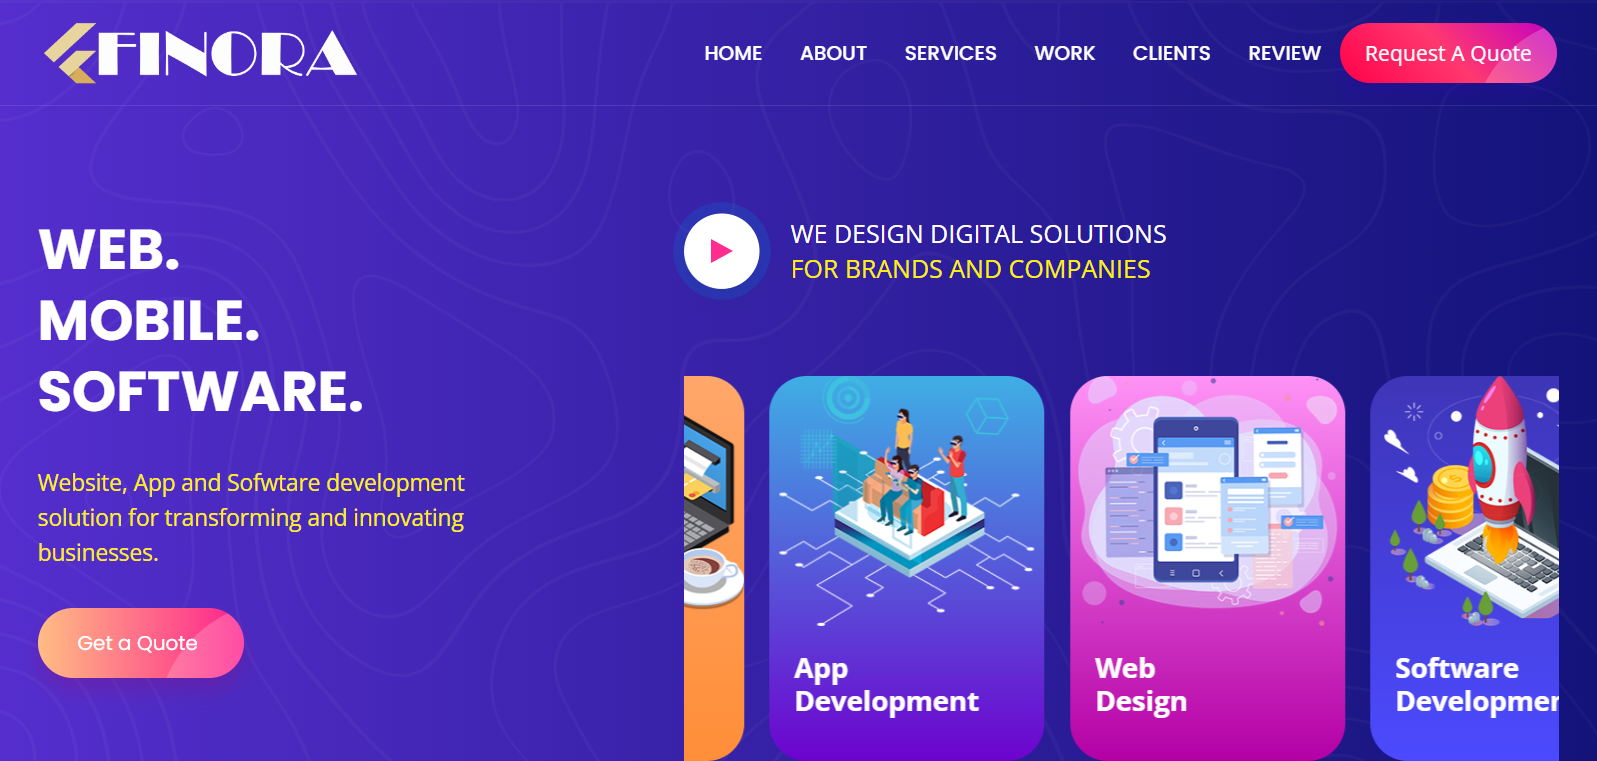 FINORA
HOME ABOUT SERVICES WORK CLIENTS REVIEW Request A Quote
WEB.
MOBILE.
SOFTWARE.
Website, App and Sofwtare development
solution for transforming and innovating
businesses.
Get a Quote
WE DESIGN DIGITAL SOLUTIONS
FOR BRANDS AND COMPANIES
App
Development
Web
Design
Software
Developmen